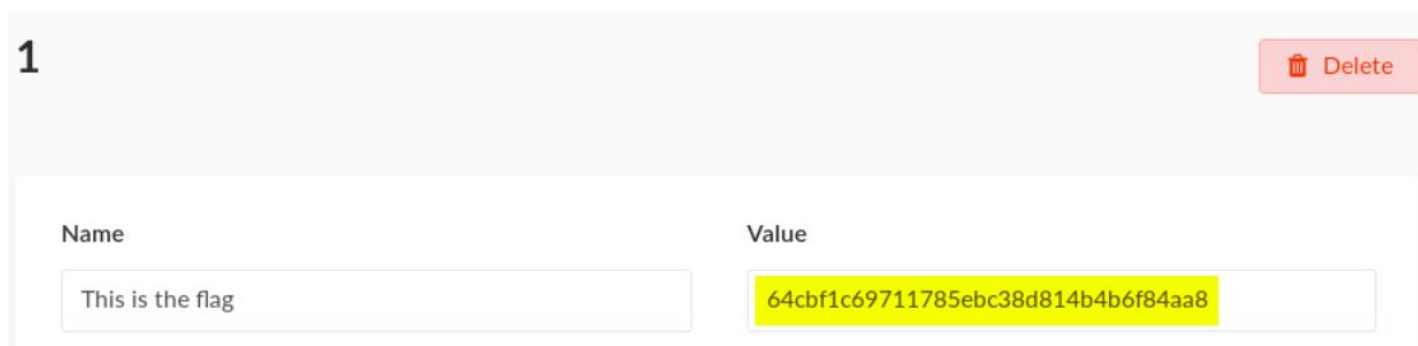 1
Delete
Name
Value
This is the flag
64cbf1c69711785ebc38d814b4b6f84aa8